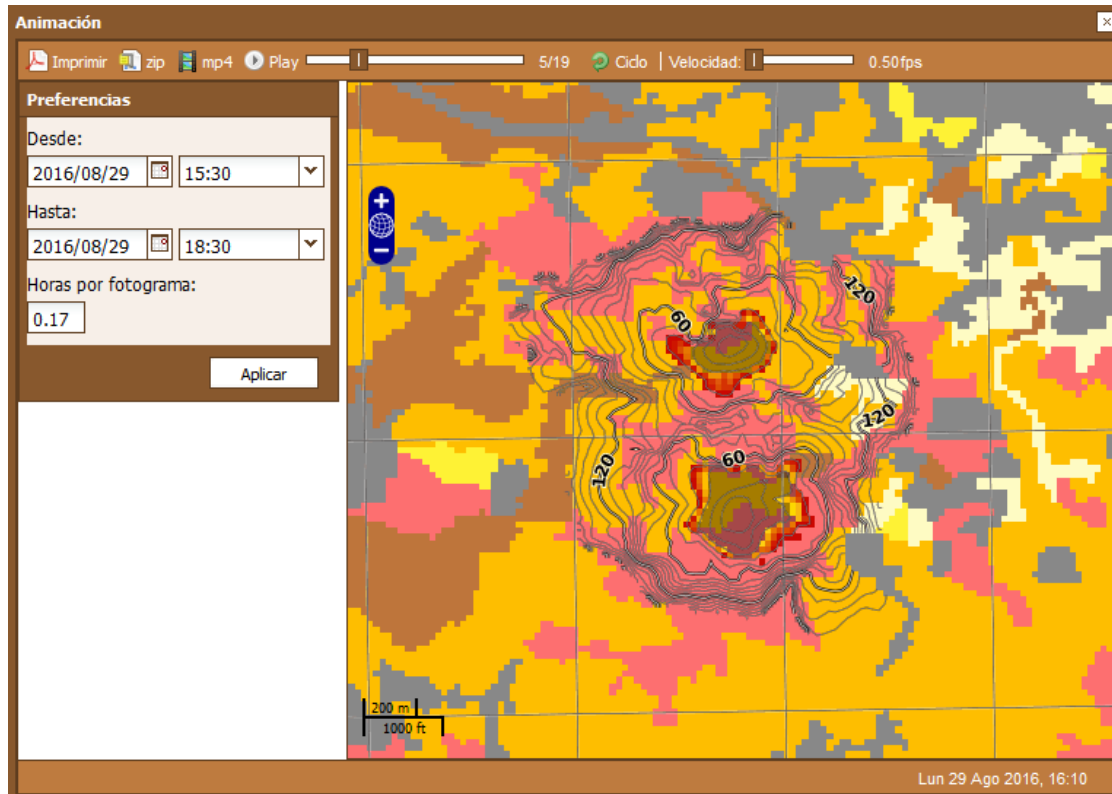 Animación
Imprimir zip mp4 Play 5/19 Ciclo Velocidad: 0.50fps
Preferencias
Desde:
2016/08/29 15:30
Hasta:
2016/08/29 18:30
Horas por fotograma:
0.17
Aplicar
120
60
120
60
120
200 m
1000 ft
Lun 29 Ago 2016, 16:10